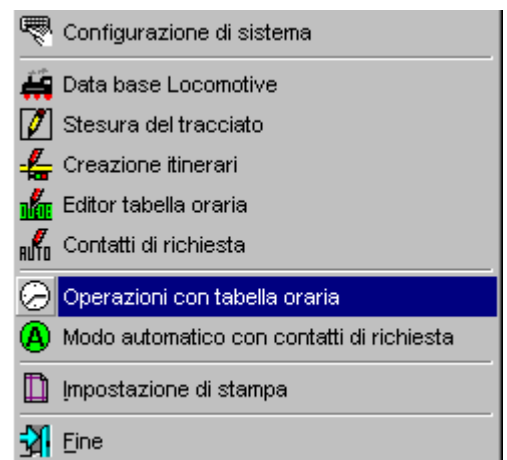 Configurazione di sistema
Data base Locomotive
Stesura del tracciato
Creazione itinerari
Editor tabella oraria
AUTO Contatti di richiesta
Operazioni con tabella oraria
A Modo automatico con contatti di richiesta
Impostazione di stampa
Fine